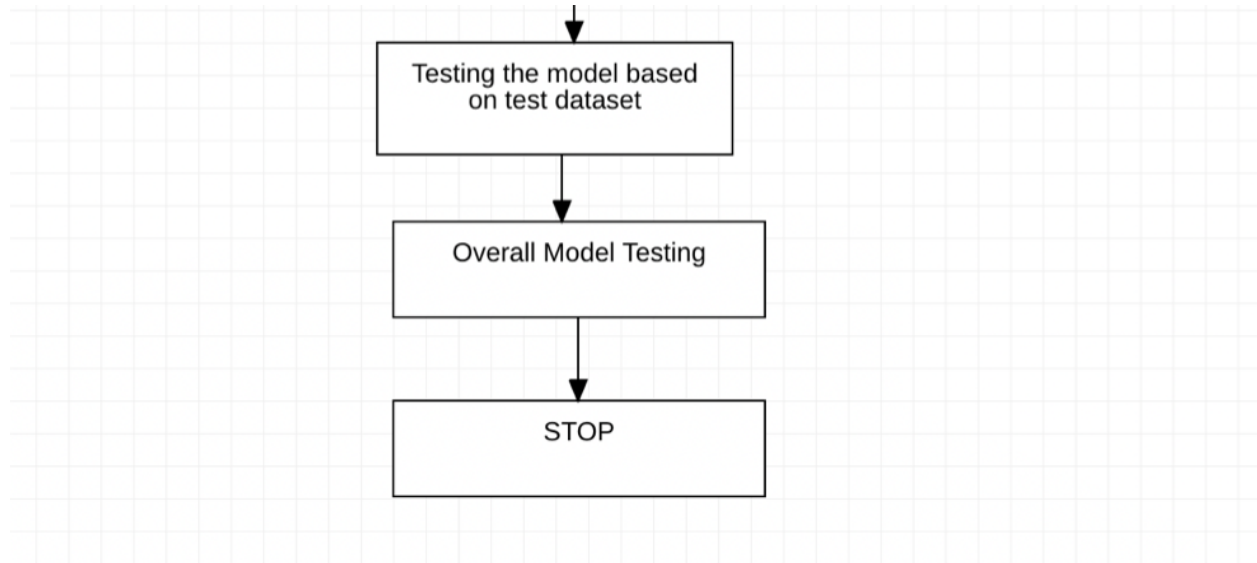 Testing the model based
on test dataset
Overall Model Testing
STOP